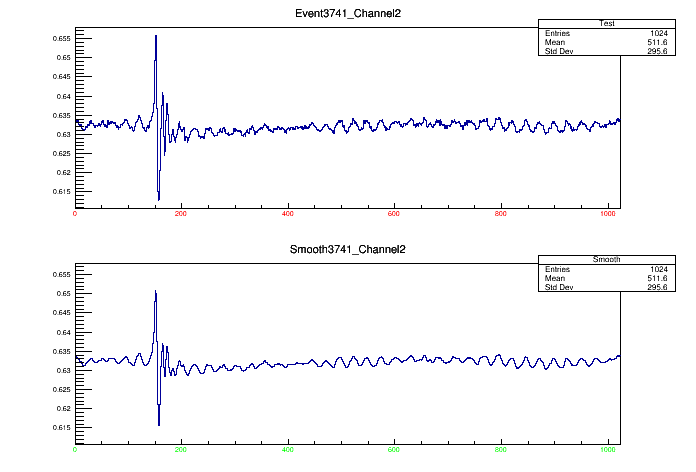 Event3741_Channel2
Test
Entries 1024
Mean 511.6
Std Dev 295.6
0.655
0.65
0.645
0.64
0.635
0.63
0.625
0.62
0.615
0 200 400 600 800 1000
Smooth3741_Channel2
Smooth
Entries 1024
Mean 511.6
Std Dev 295.6
0.655
0.65
0.645
0.64
0.635
0.63
0.625
0.62
0.615
0 200 400 600 800 1000